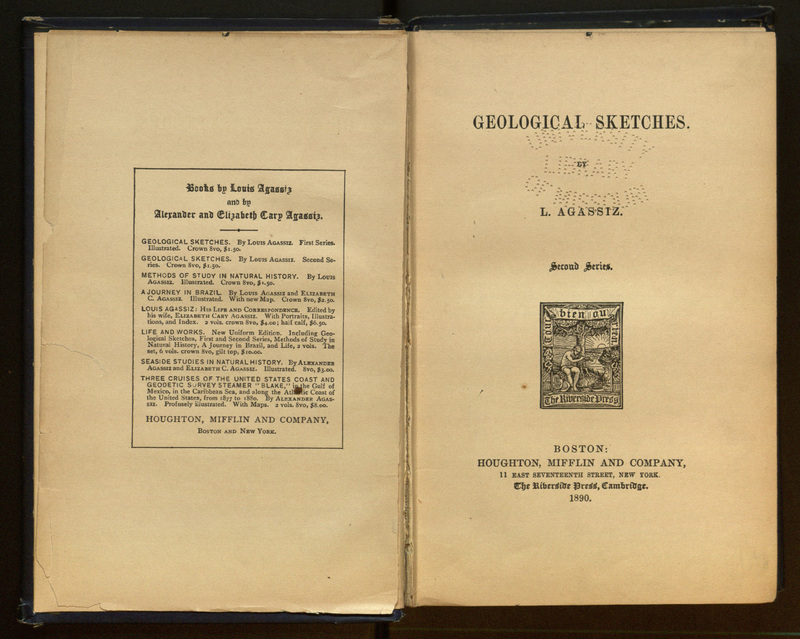 Books by Louis Agassiz
and by
Alexander and Elizabeth Cary Agassiz.
GEOLOGICAL SKETCHES. By LOUIS AGASSIZ. First Series.
Illustrated. Crown 8vo, $1.50.
GEOLOGICAL SKETCHES. By LOUIS AGASSIZ. Second Se-
ries. Crown 8vo, $1.50.
METHODS OF STUDY IN NATURAL HISTORY. By LOUIS
AGASSIZ. Illustrated. Crown 8vo, $1.50.
A JOURNEY IN BRAZIL. By LOUIS AGASSIZ and ELIZABETH
C. AGASSIZ. Illustrated. With new Map. Crown 8vo, $2.50.
LOUIS AGASSIZ: HIS LIFE AND CORRESPONDENCE. Edited by
his wife, ELIZABETH CARY AGASSIZ. With Portraits, Illustra-
tions, and Index. 2 vols. crown 8vo, $4.00; half calf, $6.50.
LIFE AND WORKS. New Uniform Edition. Including Geo-
logical Sketches, First and Second Series, Methods of Study in
Natural History, A Journey in Brazil, and Life, 2 vols. The
set, 6 vols. crown 8vo, gilt top, $10.00.
SEASIDE STUDIES IN NATURAL HISTORY. By ALEXANDER
AGASSIZ and ELIZABETH C. AGASSIZ. Illustrated. 8vo, $3.00.
THREE CRUISES OF THE UNITED STATES COAST AND
GEODETIC SURVEY STEAMER "BLAKE," in the Gulf of
Mexico, in the Caribbean Sea, and along the Atlantic Coast of
the United States, from 1877 to 1880. By ALEXANDER AGAS-
SIZ. Profusely Illustrated. With Maps. 2 vols. 8vo, $8.00.
HOUGHTON, MIFFLIN AND COMPANY,
BOSTON AND NEW YORK.
GEOLOGICAL SKETCHES.
UNIVERSITY
LIBRARY
OF MISSOURI
BY
L. AGASSIZ.
Second Series.
Tout bien ou rien
The Riverside Press
BOSTON:
HOUGHTON, MIFFLIN AND COMPANY,
11 EAST SEVENTEENTH STREET, NEW YORK.
The Riverside Press, Cambridge.
1890.